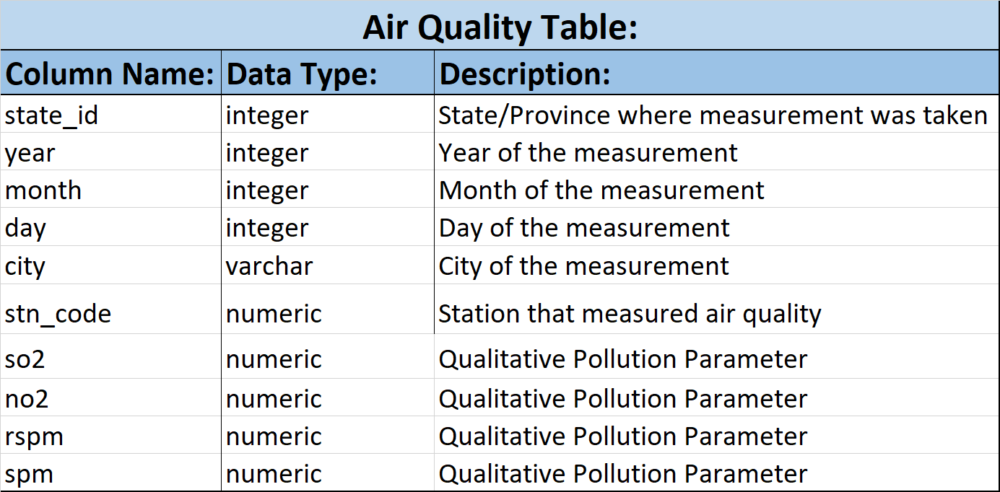 Air Quality Table:
Column Name: Data Type: Description:
state_id integer State/Province where measurement was taken
year integer Year of the measurement
month integer Month of the measurement
day integer Day of the measurement
city varchar City of the measurement
stn_code numeric Station that measured air quality
so2 numeric Qualitative Pollution Parameter
no2 numeric Qualitative Pollution Parameter
rspm numeric Qualitative Pollution Parameter
spm numeric Qualitative Pollution Parameter